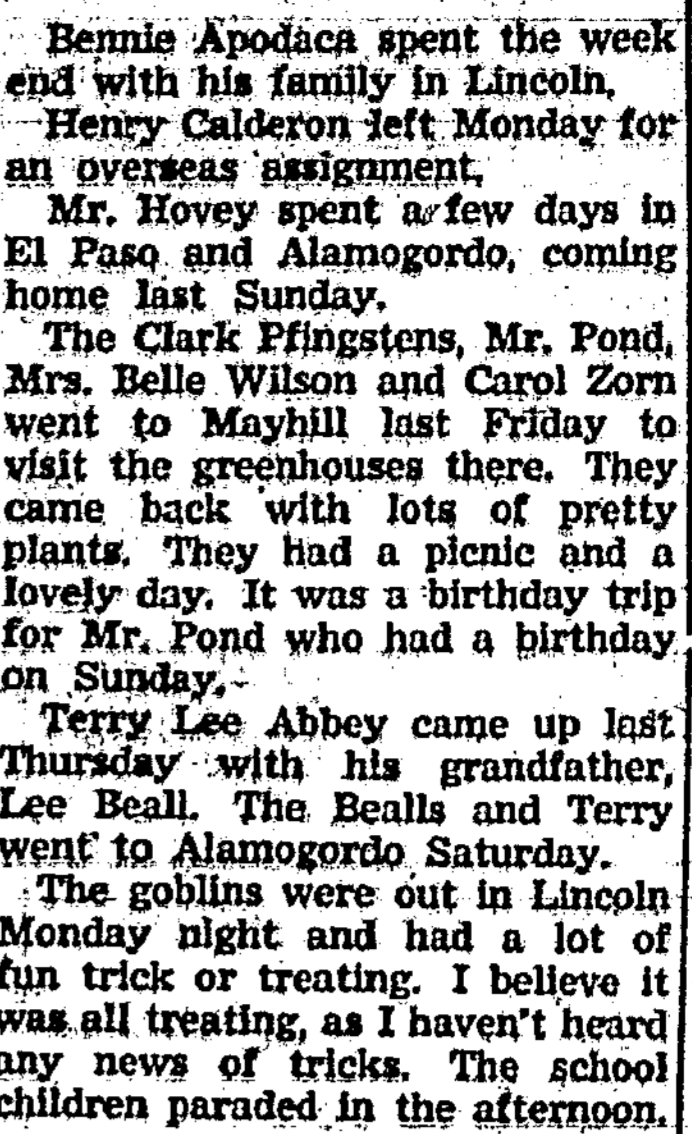 Bennie Apodaca spent the week
end with his family in Lincoln.
Henry Calderon left Monday for
an overseas assignment.
Mr. Hovey spent a few days in
El Paso and Alamogordo, coming
home last Sunday.
The Clark Pfingstens, Mr. Pond,
Mrs. Belle Wilson and Carol Zorn
went to Mayhill last Friday to
visit the greenhouses there. They
came back with lots of pretty
plants. They had a picnic and a
lovely day. It was a birthday trip
for Mr. Pond who had a birthday
on Sunday.
Terry Lee Abbey came up last
Thursday with his grandfather,
Lee Beall. The Bealls and Terry
went to Alamogordo Saturday.
The goblins were out in Lincoln
Monday night and had a lot of
fun trick or treating. I believe it
was all treating, as I haven't heard
any news of tricks. The school
children paraded in the afternoon.